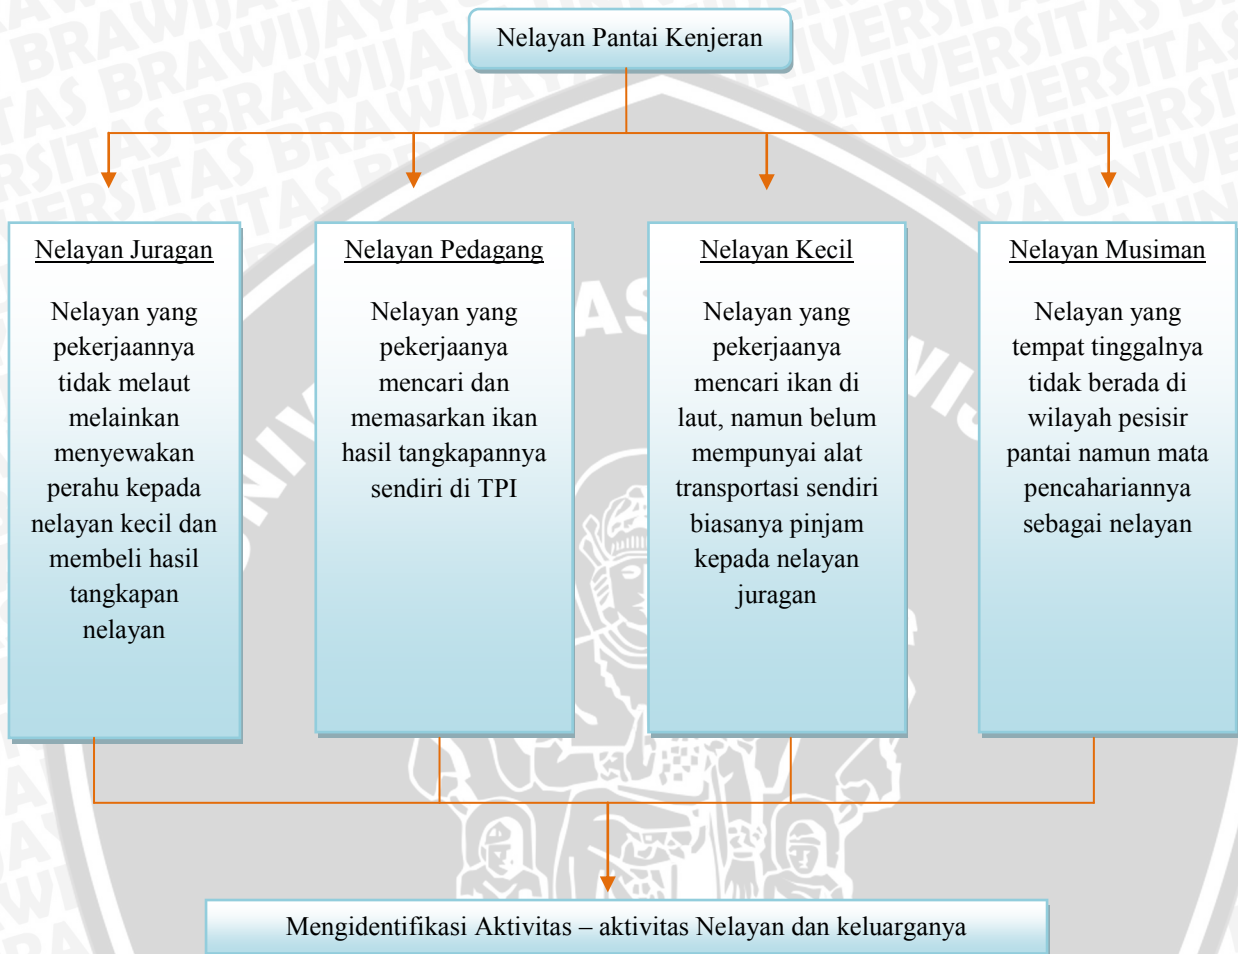 Nelayan Pantai Kenjeran
Nelayan Juragan
Nelayan yang
pekerjaannya
tidak melaut
melainkan
menyewakan
perahu kepada
nelayan kecil dan
membeli hasil
tangkapan
nelayan
Nelayan Pedagang
Nelayan yang
pekerjaanya
mencari dan
memasarkan ikan
hasil tangkapannya
sendiri di TPI
Nelayan Kecil
Nelayan yang
pekerjaanya
mencari ikan di
laut, namun belum
mempunyai alat
transportasi sendiri
biasanya pinjam
kepada nelayan
juragan
Nelayan Musiman
Nelayan yang
tempat tinggalnya
tidak berada di
wilayah pesisir
pantai namun mata
pencahariannya
sebagai nelayan
Mengidentifikasi Aktivitas – aktivitas Nelayan dan keluarganya